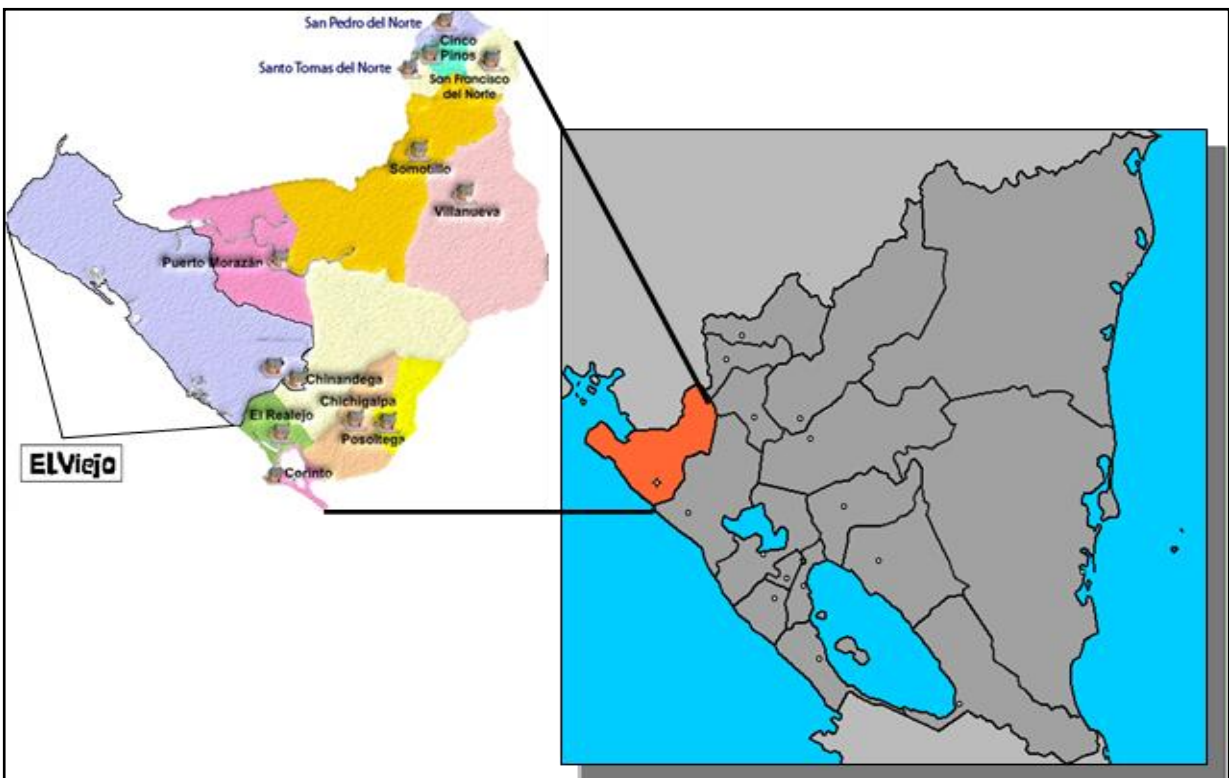 San Pedro del Norte
Cinco
Pinos
Santo Tomas del Norte
San Francisco
del Norte
Somotillo
Villanueva
Puerto Morazán
Chinandega
Chichigalpa
El Realejo
Posoltega
ELViejo
Corinto